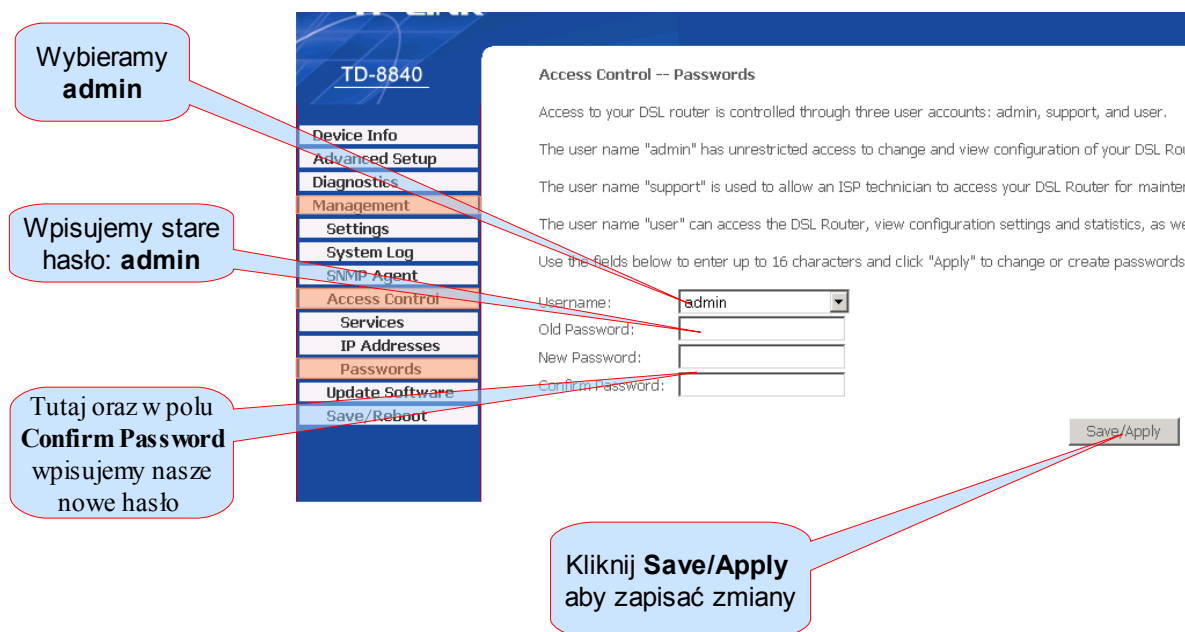 TP-LINK
TD-8840
Wybieramy
admin
Wpisujemy stare
hasło: admin
Tutaj oraz w polu
Confirm Password
wpisujemy nasze
nowe hasło
Device Info
Advanced Setup
Diagnostics
Management
Settings
System Log
SNMP Agent
Access Control
Services
IP Addresses
Passwords
Update Software
Save/Reboot
Access Control -- Passwords
Access to your DSL router is controlled through three user accounts: admin, support, and user.
The user name "admin" has unrestricted access to change and view configuration of your DSL Rou
The user name "support" is used to allow an ISP technician to access your DSL Router for mainter
The user name "user" can access the DSL Router, view configuration settings and statistics, as we
Use the fields below to enter up to 16 characters and click "Apply" to change or create passwords
Username: admin
Old Password:
New Password:
Confirm Password:
Save/Apply
Kliknij Save/Apply
aby zapisać zmiany